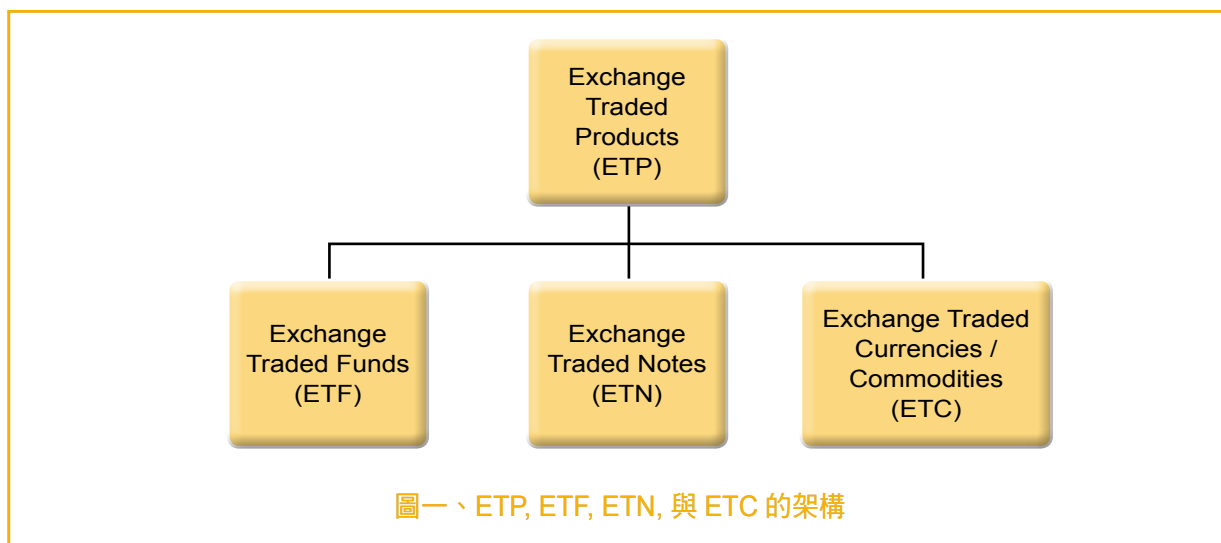 Exchange
Traded
Products
(ETP)
Exchange
Traded Funds
(ETF)
Exchange
Traded Notes
(ETN)
Exchange Traded
Currencies /
Commodities
(ETC)
圖一、ETP, ETF, ETN, 與 ETC 的架構